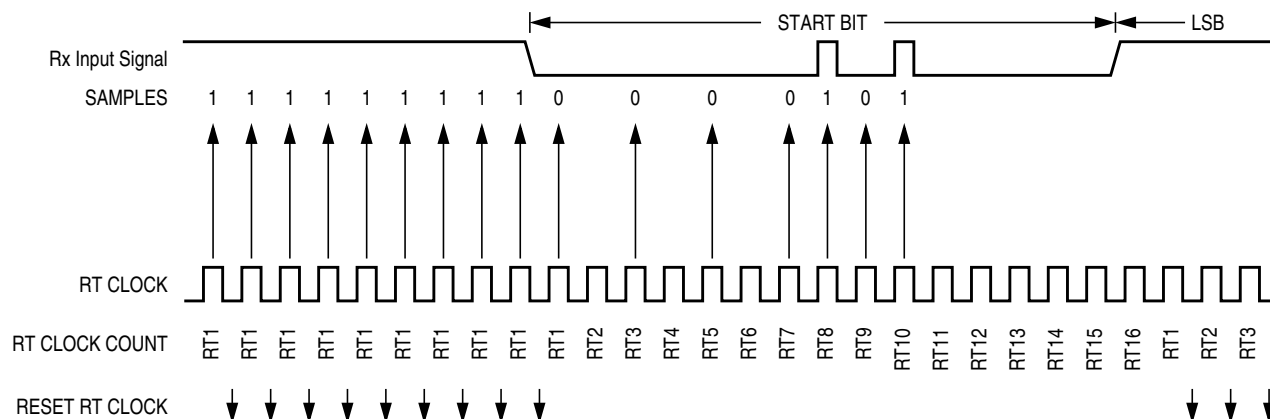 START BIT LSB
Rx Input Signal
SAMPLES 1 1 1 1 1 1 1 1 1 0 0 0 0 1 0 1
RT CLOCK
RT CLOCK COUNT RT1 RT1 RT1 RT1 RT1 RT1 RT1 RT1 RT1 RT1 RT2 RT3 RT4 RT5 RT6 RT7 RT8 RT9 RT10 RT11 RT12 RT13 RT14 RT15 RT16 RT1 RT2 RT3
RESET RT CLOCK